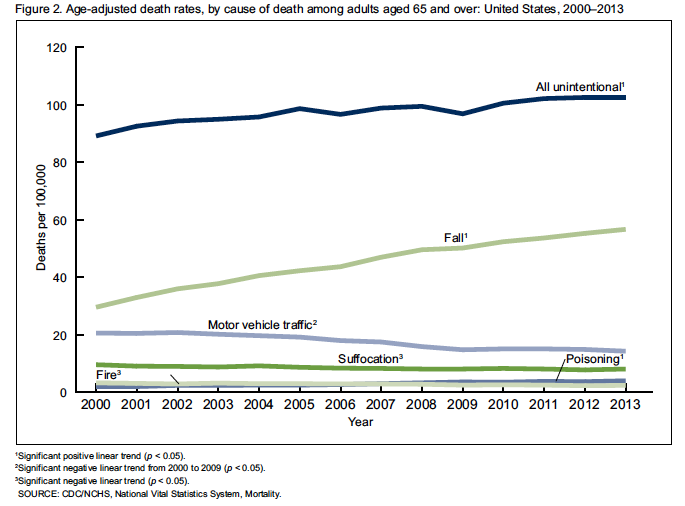 Figure 2. Age-adjusted death rates, by cause of death among adults aged 65 and over: United States, 2000–2013
120
All unintentional¹
100
80
Deaths per 100,000
60
Fall¹
40
Motor vehicle traffic²
20
Suffocation³
Poisoning¹
Fire³
0
2000 2001 2002 2003 2004 2005 2006 2007 2008 2009 2010 2011 2012 2013
Year
¹Significant positive linear trend (p < 0.05).
²Significant negative linear trend from 2000 to 2009 (p < 0.05).
³Significant negative linear trend (p < 0.05).
SOURCE: CDC/NCHS, National Vital Statistics System, Mortality.